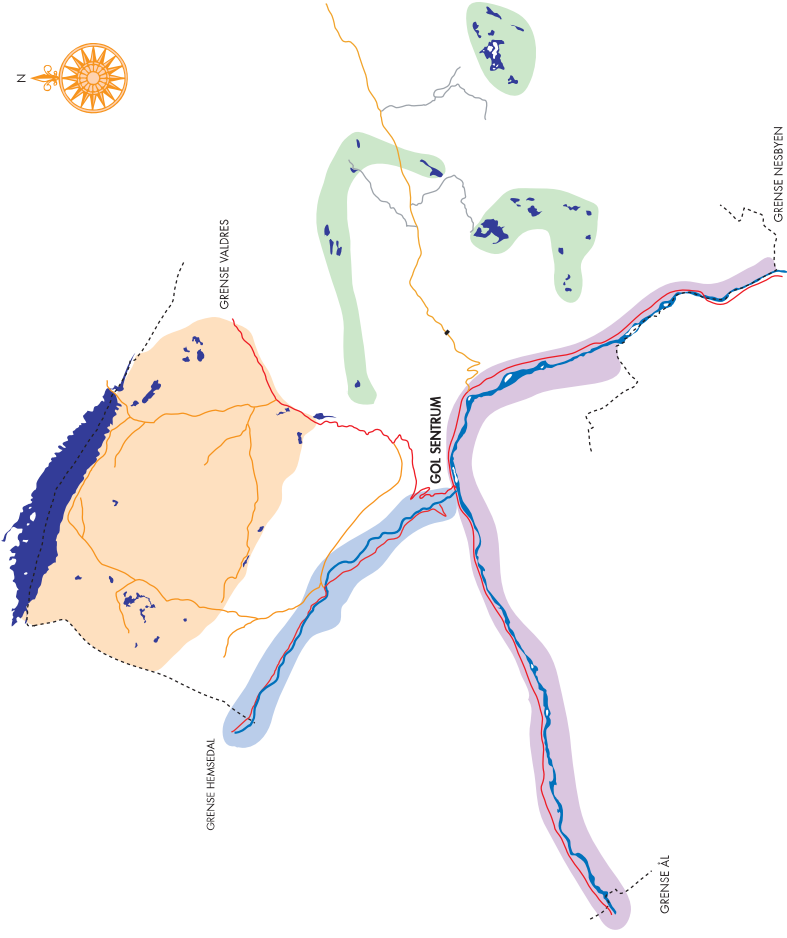 N
GRENSE NESBYEN
GRENSE VALDRES
GOL SENTRUM
GRENSE HEMSEDAL
GRENSE ÅL